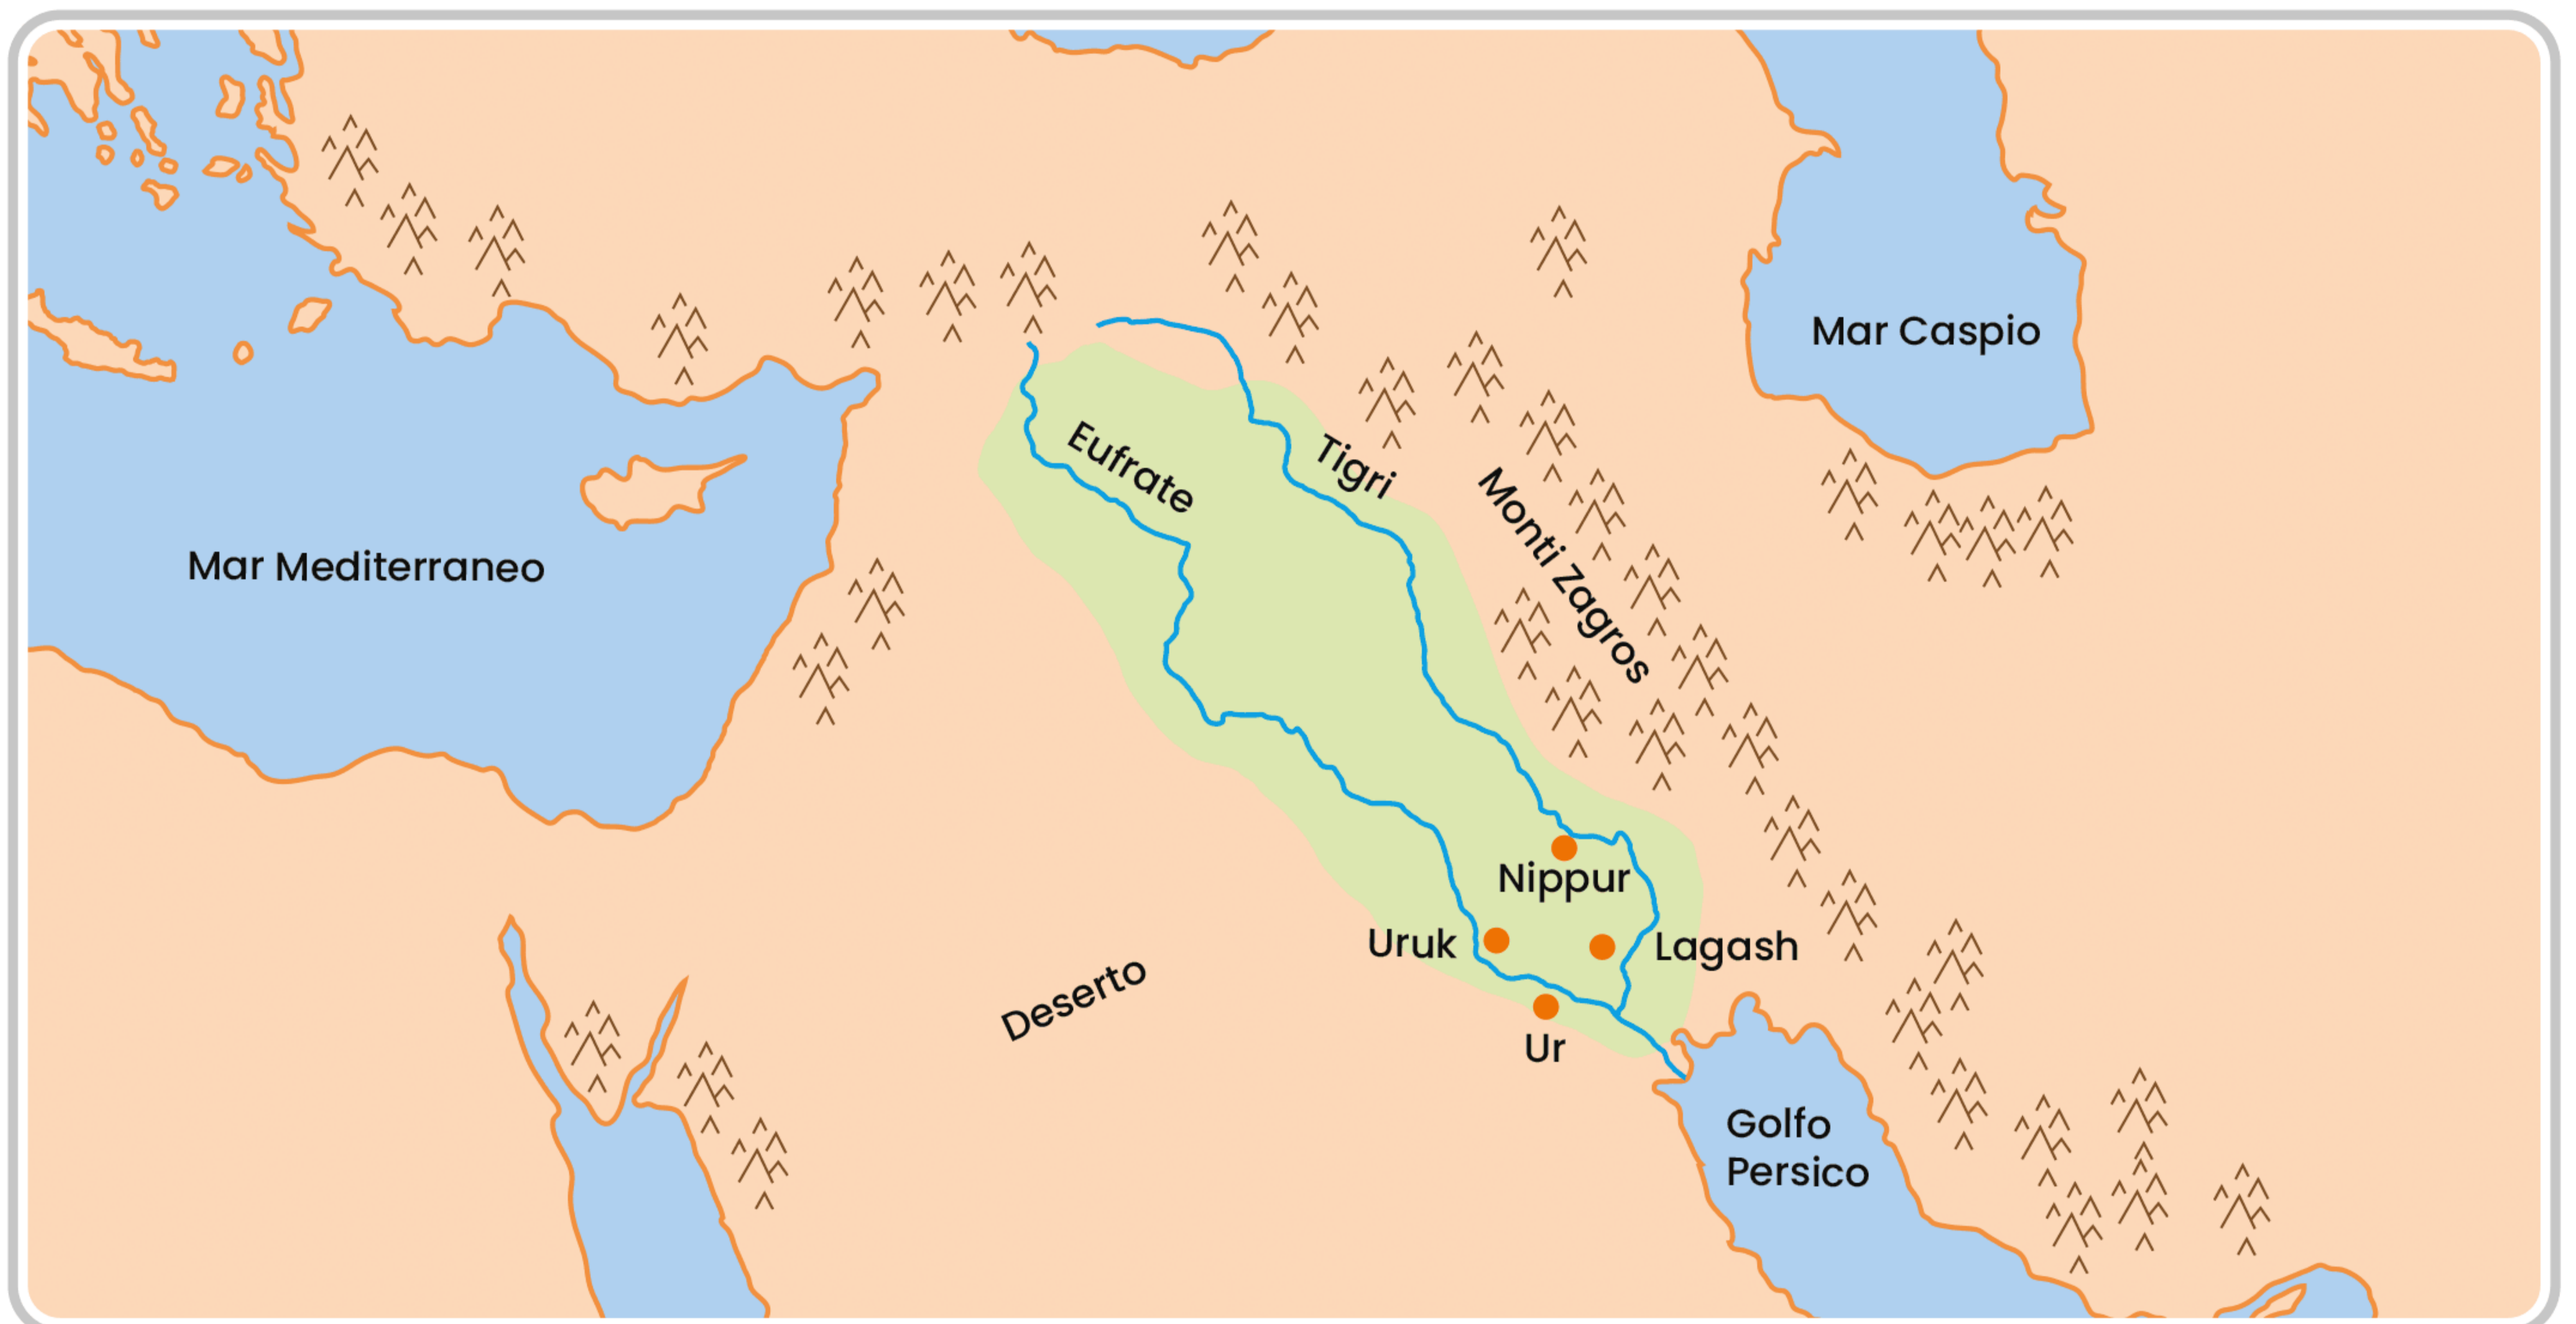 Mar Caspio
Eufrate
Tigri
Monti Zagros
Mar Mediterraneo
Nippur
Uruk
Lagash
Deserto
Ur
Golfo
Persico